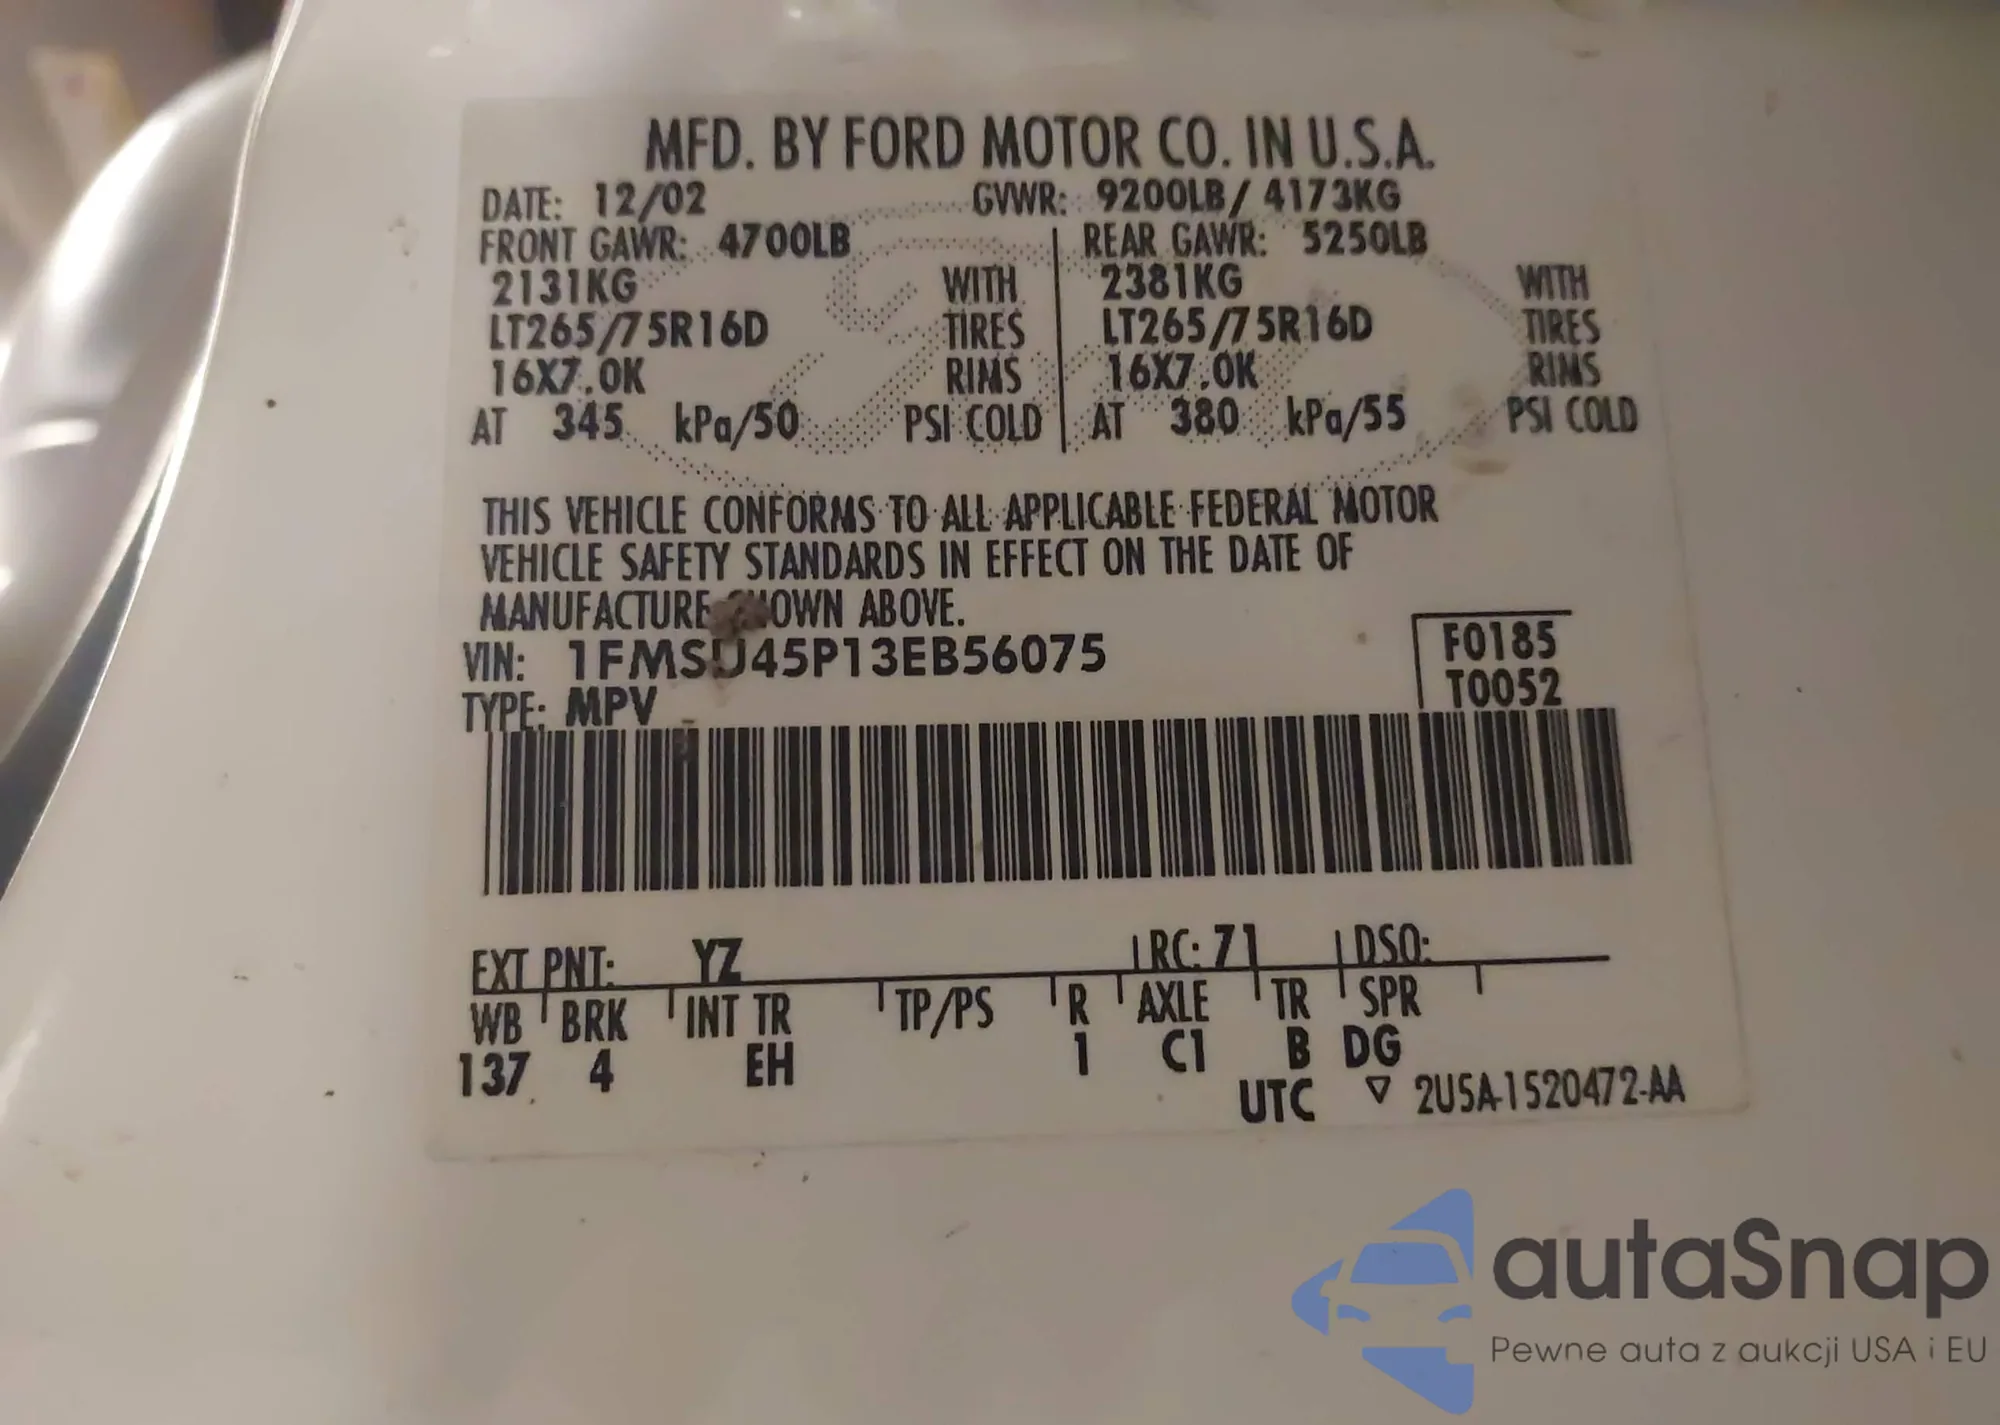 MFD. BY FORD MOTOR CO. IN U.S.A.
DATE: 12/02 GVWR: 9200LB/ 4173KG
FRONT GAWR: 4700LB REAR GAWR: 5250LB
2131KG WITH 2381KG WITH
LT265/75R16D TIRES LT265/75R16D TIRES
16X7.0K RIMS 16X7.0K RIMS
AT 345 kPa/50 PSI COLD AT 380 kPa/55 PSI COLD
THIS VEHICLE CONFORMS TO ALL APPLICABLE FEDERAL MOTOR
VEHICLE SAFETY STANDARDS IN EFFECT ON THE DATE OF
MANUFACTURE SHOWN ABOVE.
VIN: 1FMSU45P13EB56075
F0185
TYPE: MPV T0052
EXT PNT: YZ RC: 71 DSO:
WB BRK INT TR TP/PS R AXLE TR SPR
137 4 EH 1 C1 B DG
UTC ▽ 2U5A-1520472-AA
autaSnap
Pewne auta z aukcji USA i EU